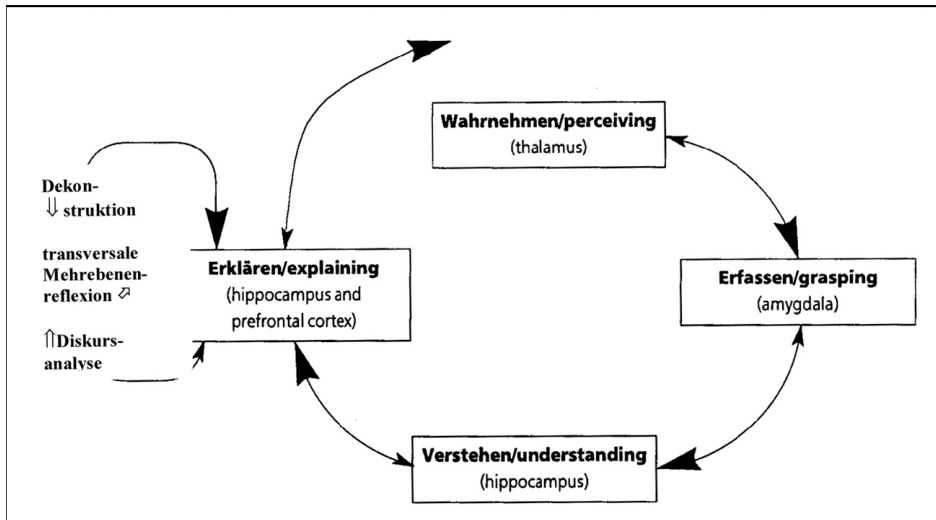 Wahrnehmen/perceiving
(thalamus)
Dekon-
⇓ struktion
transversale
Mehrebenen-
reflexion ⬀
⇑Diskurs-
analyse
Erklären/explaining
(hippocampus and
prefrontal cortex)
Erfassen/grasping
(amygdala)
Verstehen/understanding
(hippocampus)